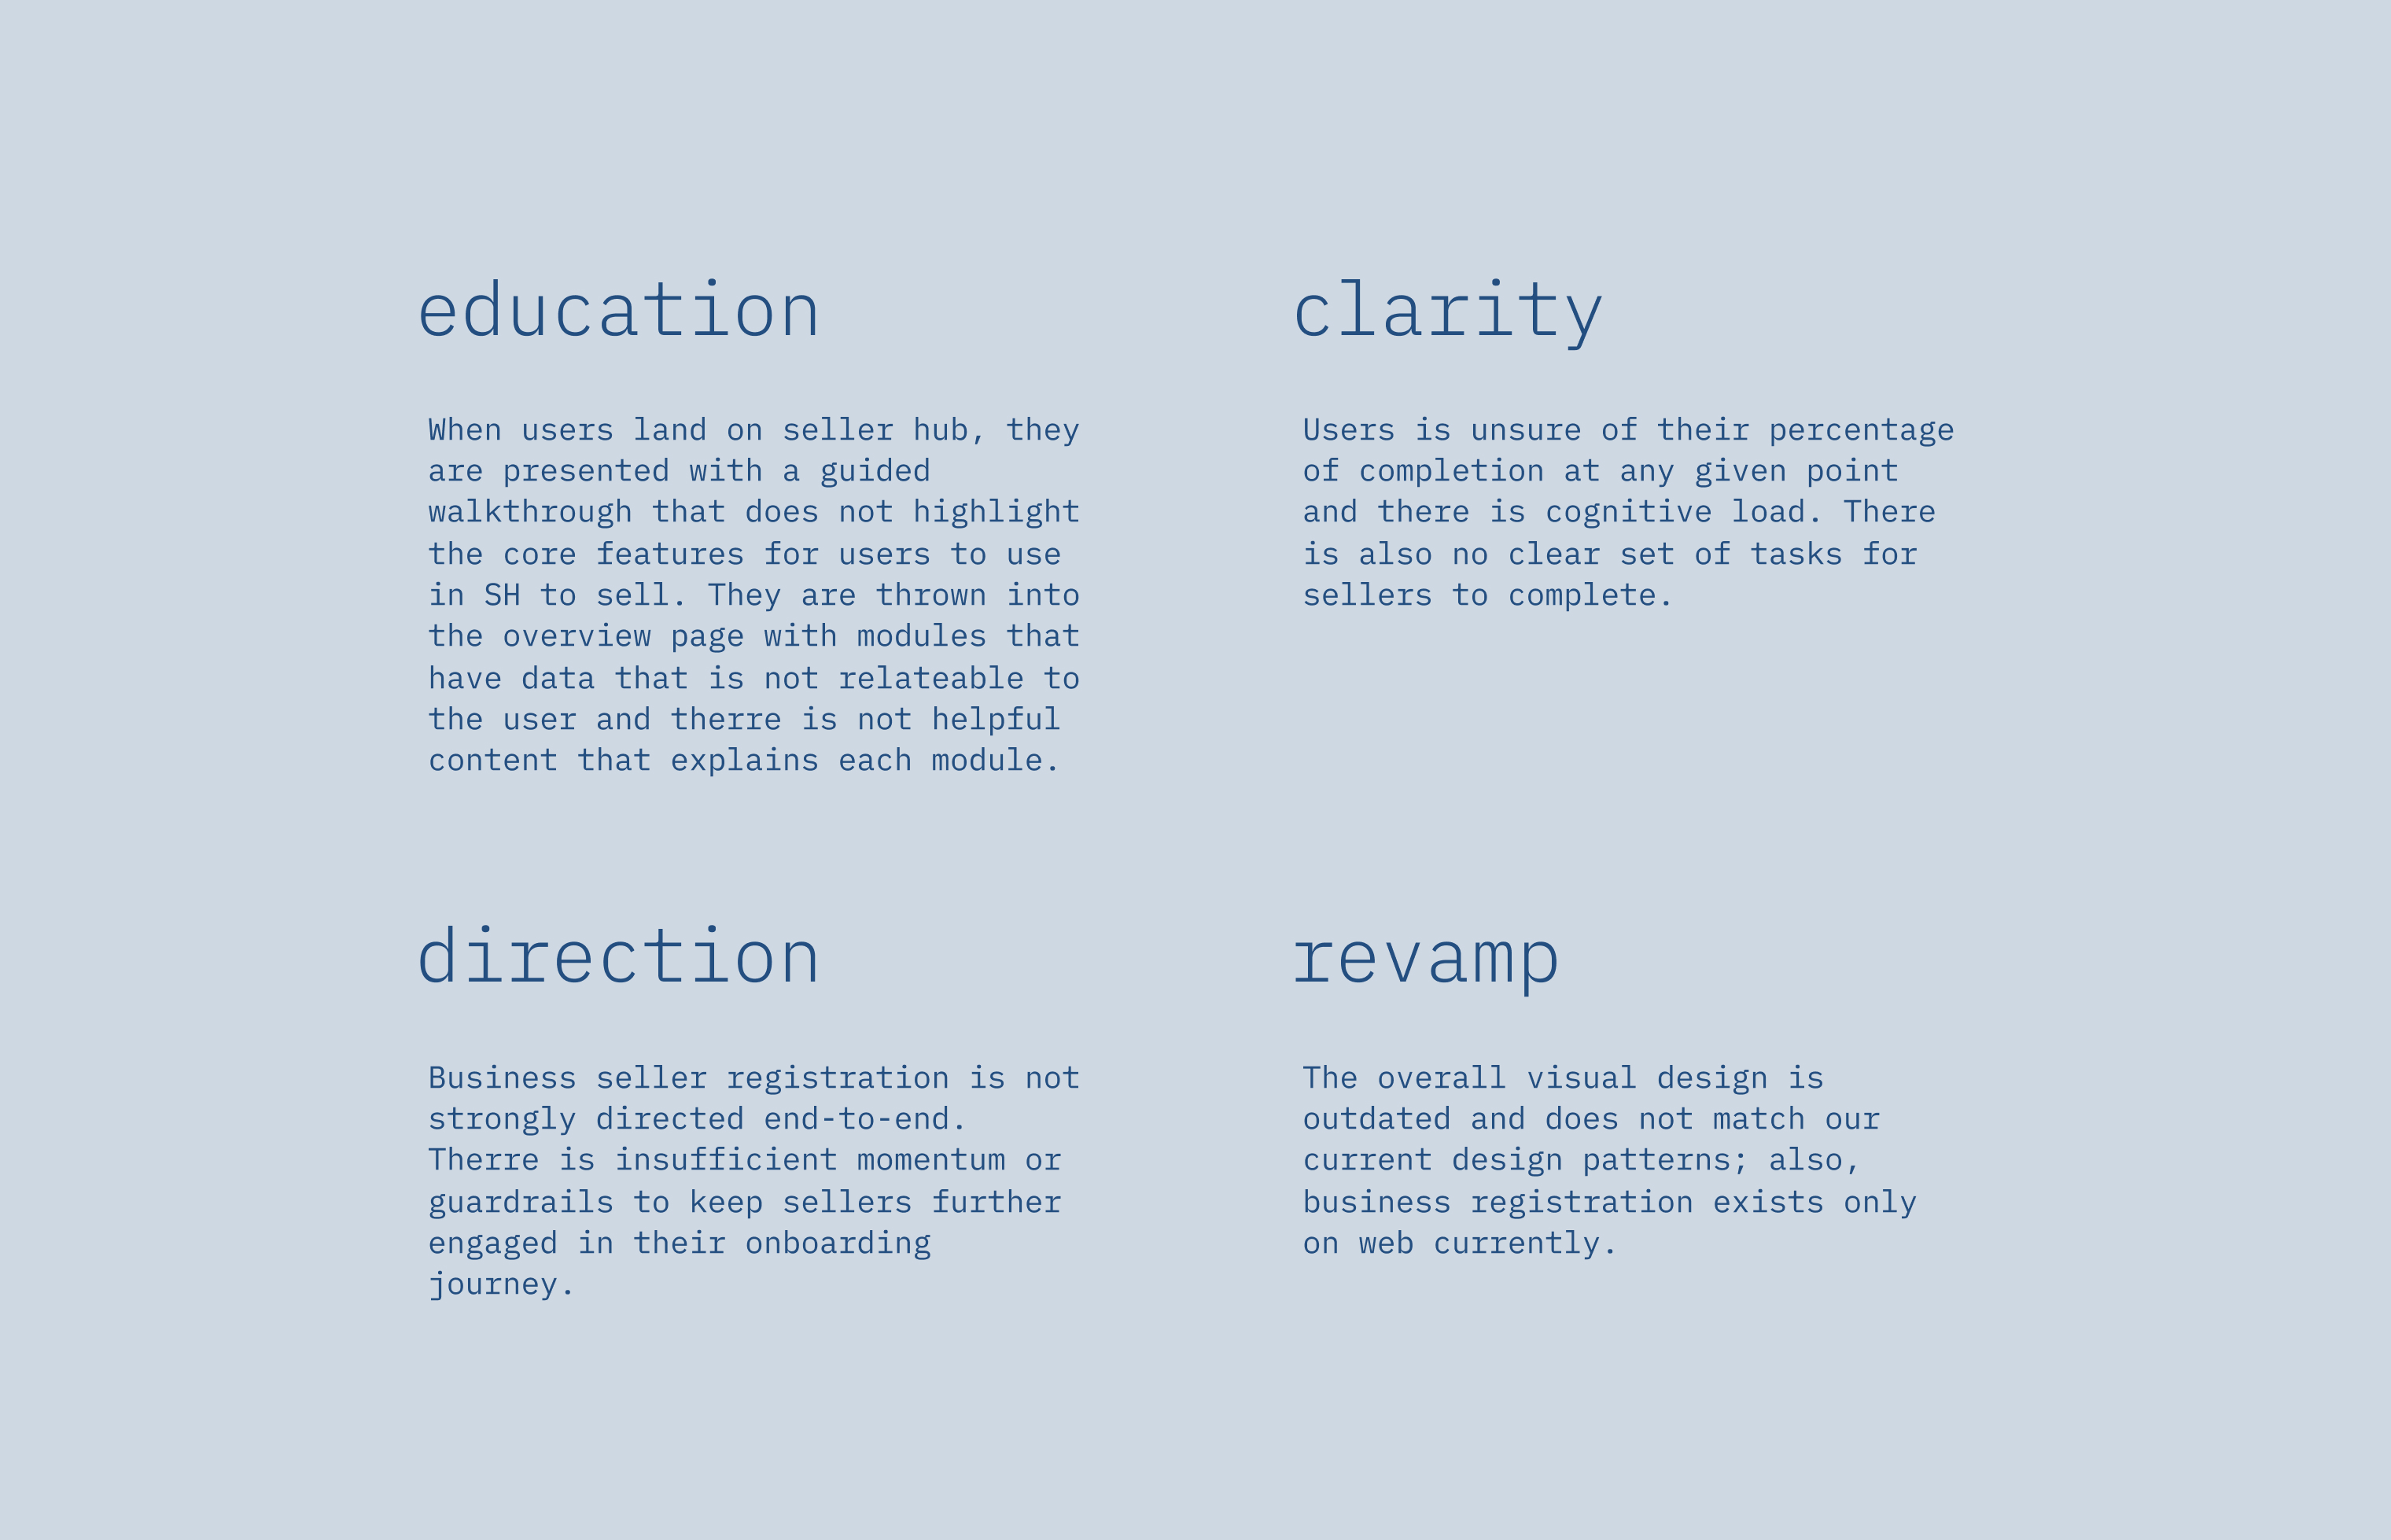 education
When users land on seller hub, they
are presented with a guided
walkthrough that does not highlight
the core features for users to use
in SH to sell. They are thrown into
the overview page with modules that
have data that is not relateable to
the user and therre is not helpful
content that explains each module.
clarity
Users is unsure of their percentage
of completion at any given point
and there is cognitive load. There
is also no clear set of tasks for
sellers to complete.
direction
Business seller registration is not
strongly directed end-to-end.
Therre is insufficient momentum or
guardrails to keep sellers further
engaged in their onboarding
journey.
revamp
The overall visual design is
outdated and does not match our
current design patterns; also,
business registration exists only
on web currently.